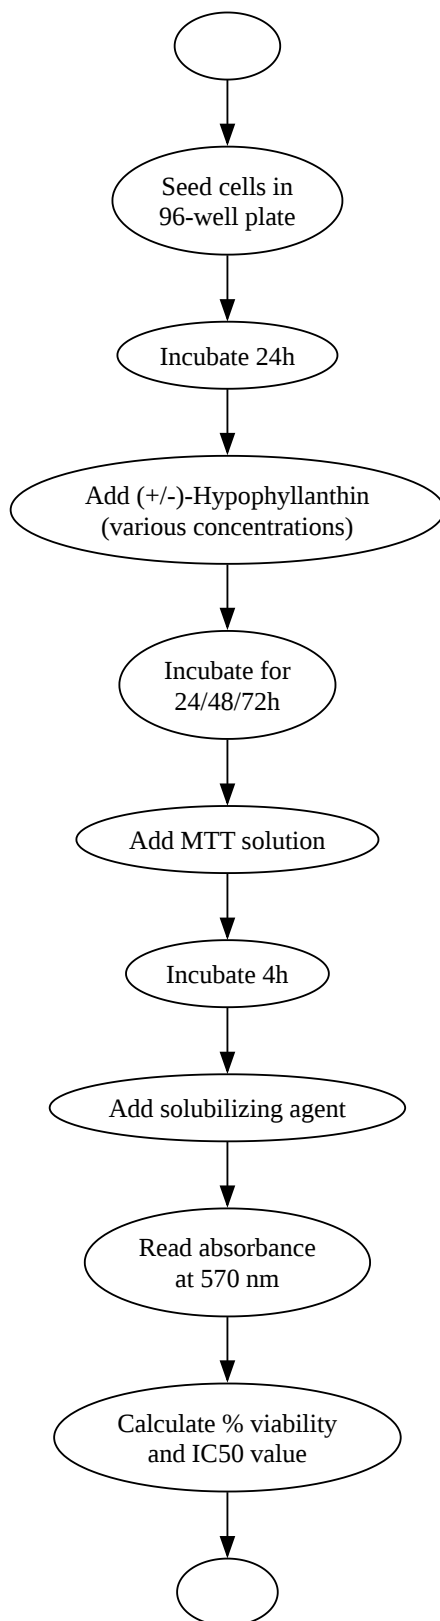 Seed cells in
96-well plate
Incubate 24h
Add (+/-)-Hypophyllanthin
(various concentrations)
Incubate for
24/48/72h
Add MTT solution
Incubate 4h
Add solubilizing agent
Read absorbance
at 570 nm
Calculate % viability
and IC50 value